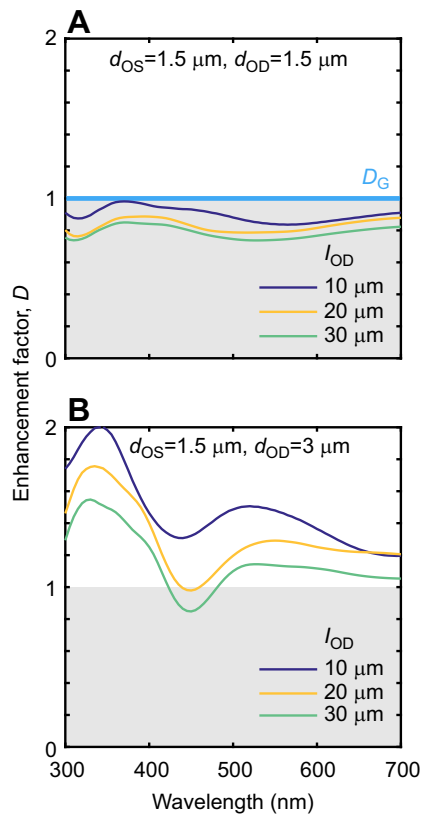 A
2
d_OS=1.5 μm, d_OD=1.5 μm
D_G
1
l_OD
10 μm
20 μm
30 μm
0
Enhancement factor, D
B
2
d_OS=1.5 μm, d_OD=3 μm
1
l_OD
10 μm
20 μm
30 μm
0
300 400 500 600 700
Wavelength (nm)